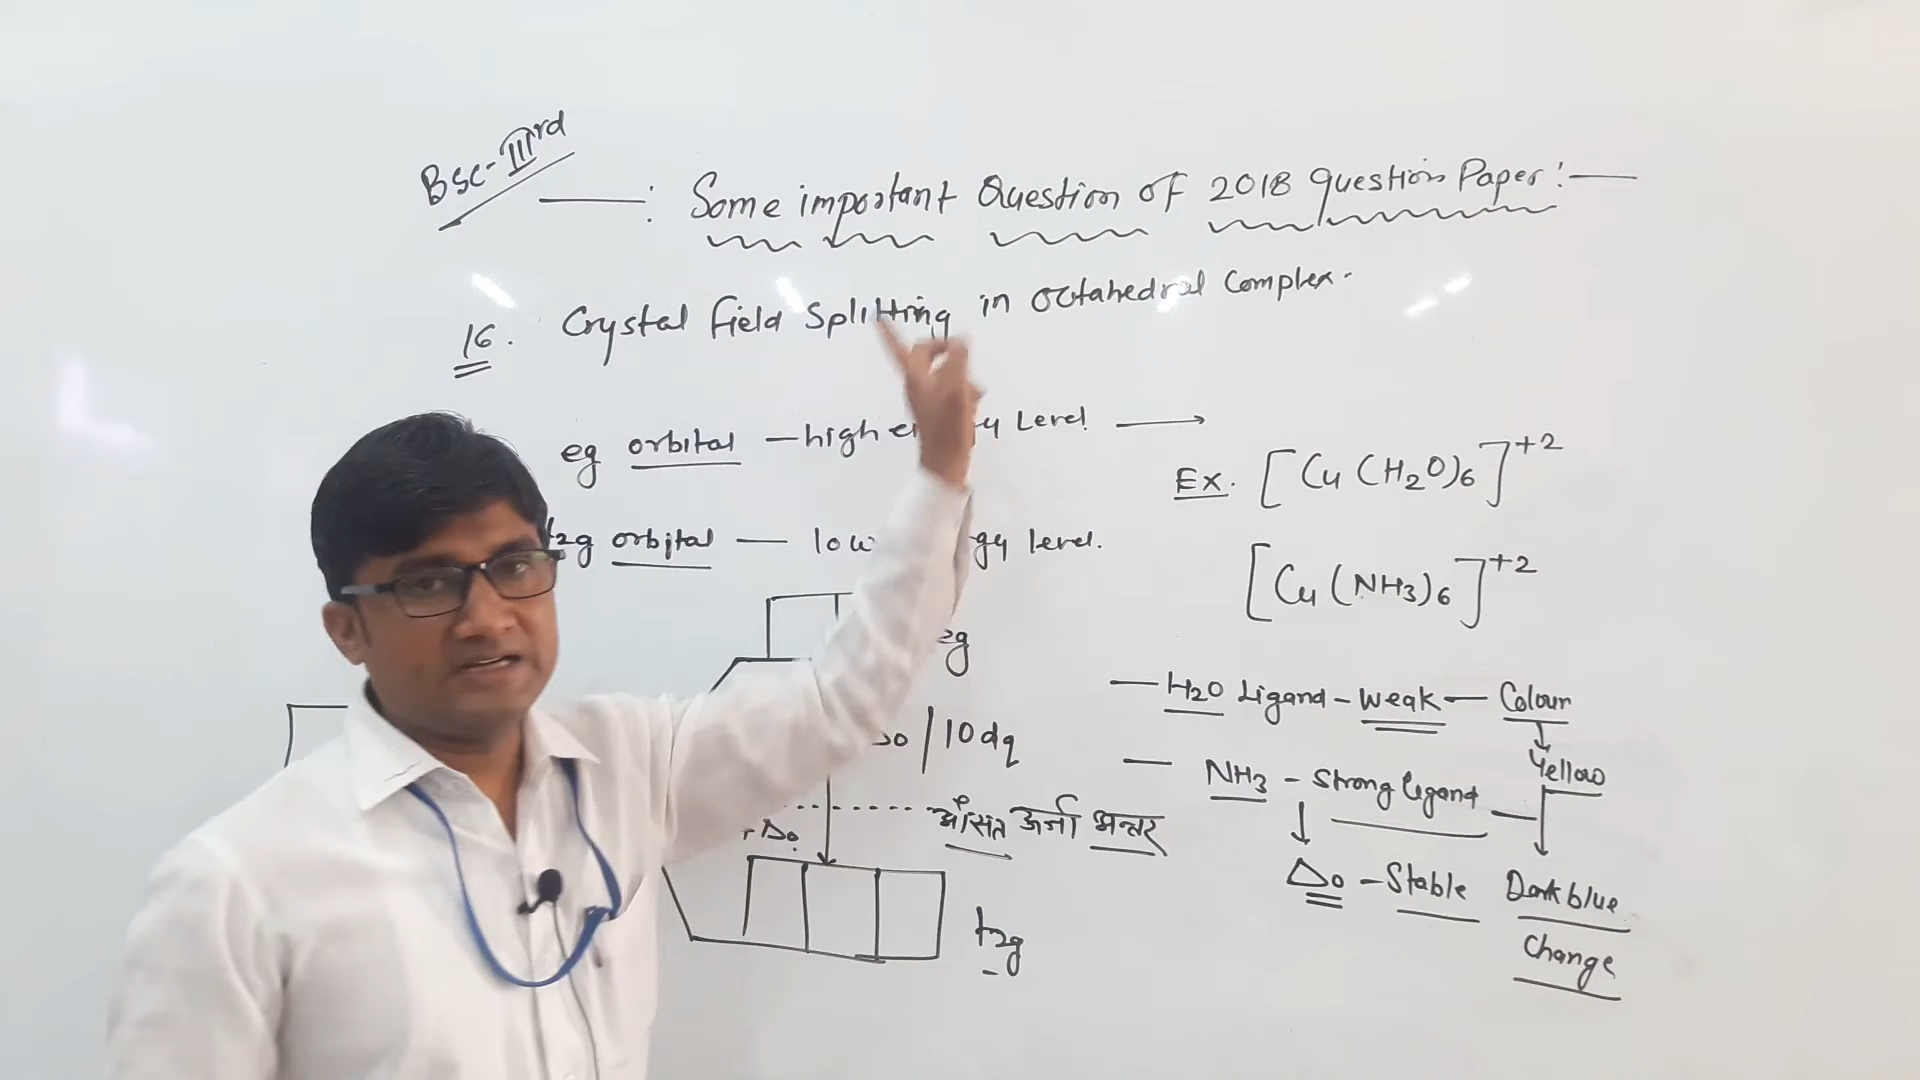 Bsc-IIIrd
Some important Question of 2018 question Paper:-
16. Crystal field Splitting in Octahedral Complex.
eg orbital - high Level →
t2g orbital — level.
Ex. [Cu(H2O)6]+2
[Cu(NH3)6]+2
eg
— H2O Ligand - weak — Colour
Yellow
/10dq
— NH3 - Strong ligand —
औसत ऊर्जा अन्तर
Δo
Δo - Stable
Dark blue
Change
t2g